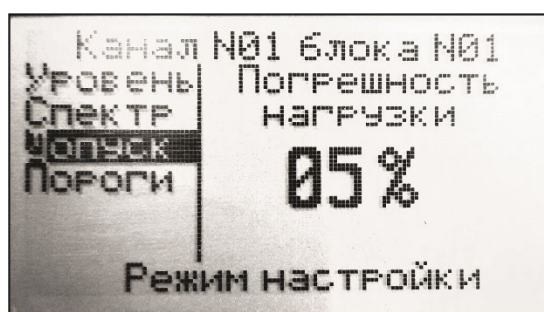 Канал N01 блока N01
Уровень
Спектр
Допуск
Пороги
Погрешность
нагрузки
05%
Режим настройки